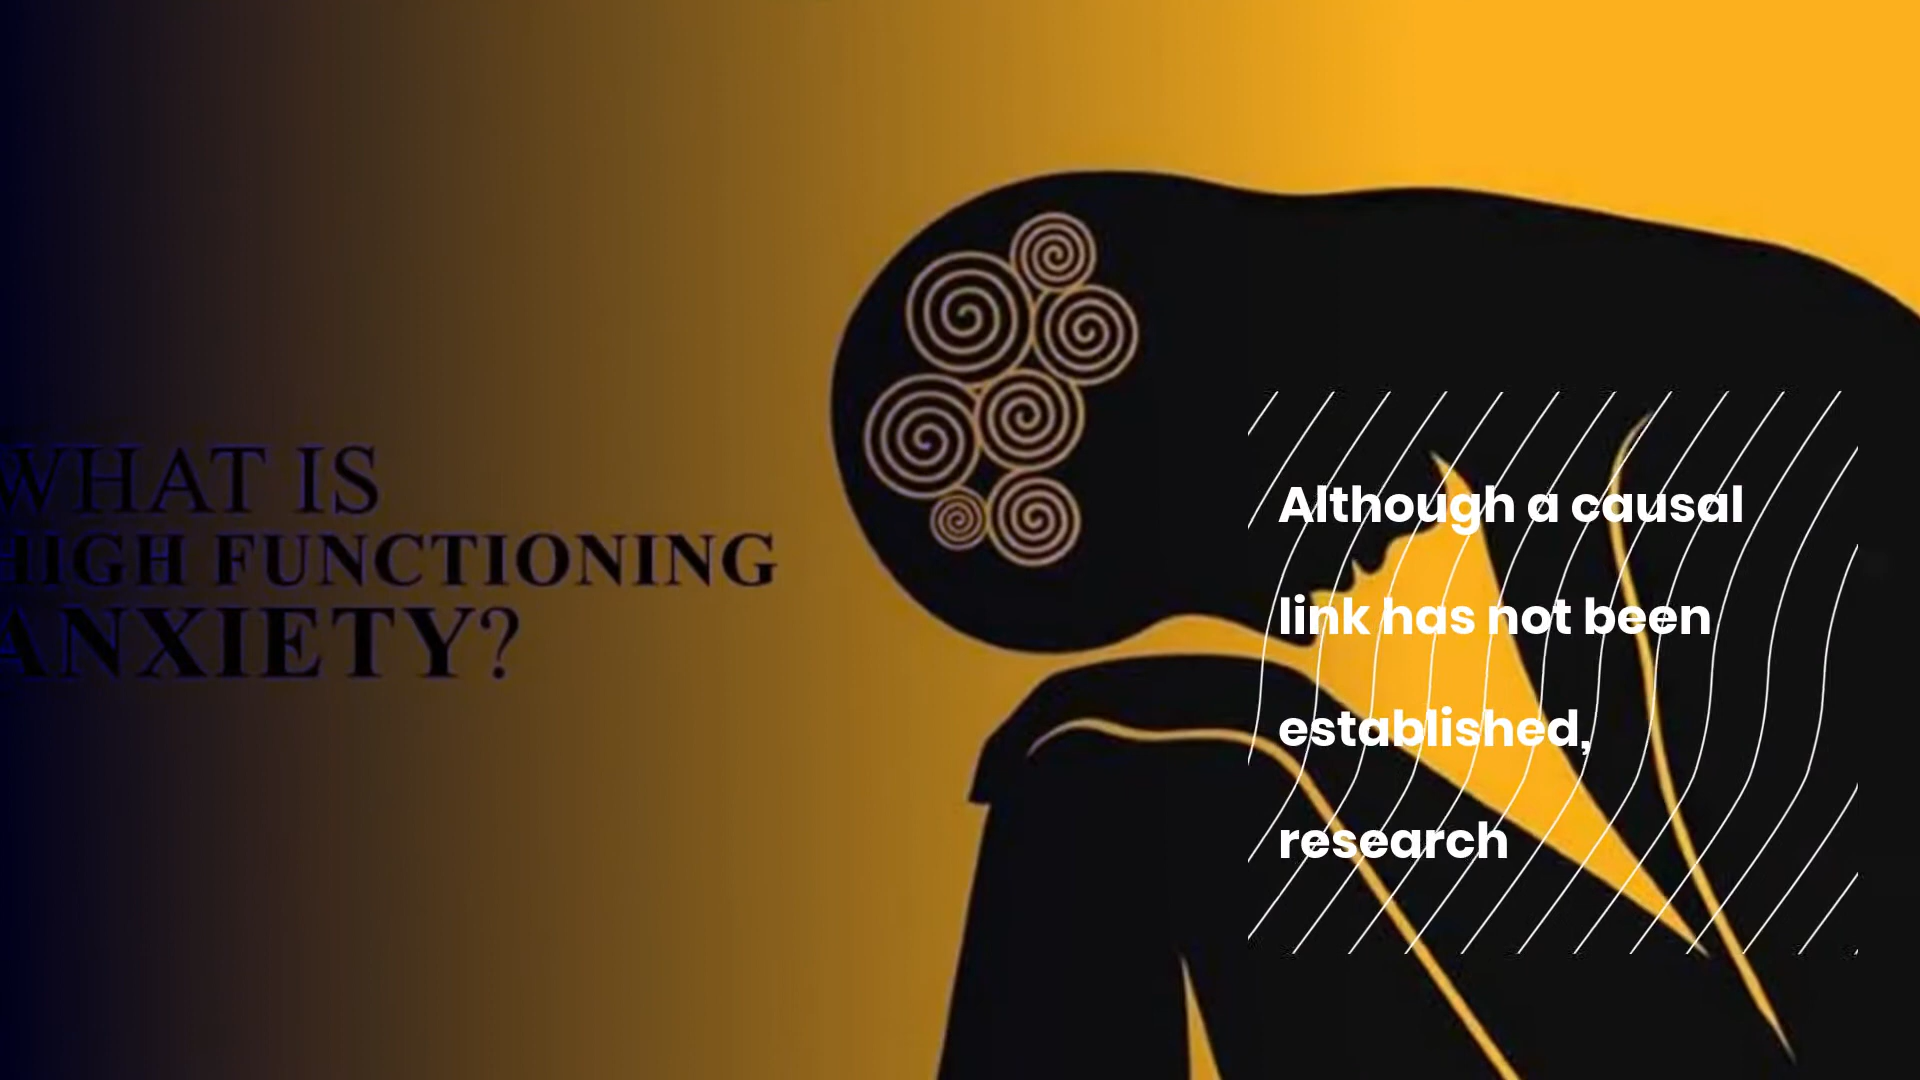 WHAT IS
HIGH FUNCTIONING
ANXIETY?
Although a causal
link has not been
established,
research